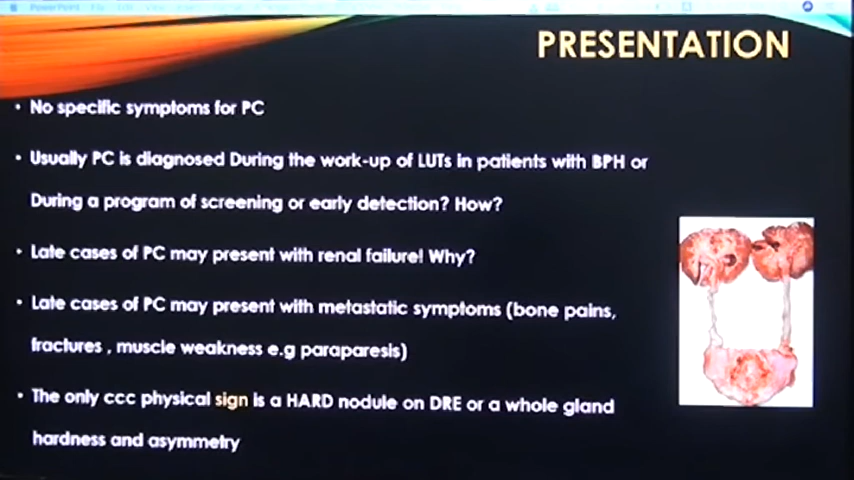 PowerPoint
PRESENTATION
• No specific symptoms for PC
• Usually PC is diagnosed During the work-up of LUTs in patients with BPH or
During a program of screening or early detection? How?
• Late cases of PC may present with renal failure! Why?
• Late cases of PC may present with metastatic symptoms (bone pains,
fractures , muscle weakness e.g paraparesis)
• The only ccc physical sign is a HARD nodule on DRE or a whole gland
hardness and asymmetry